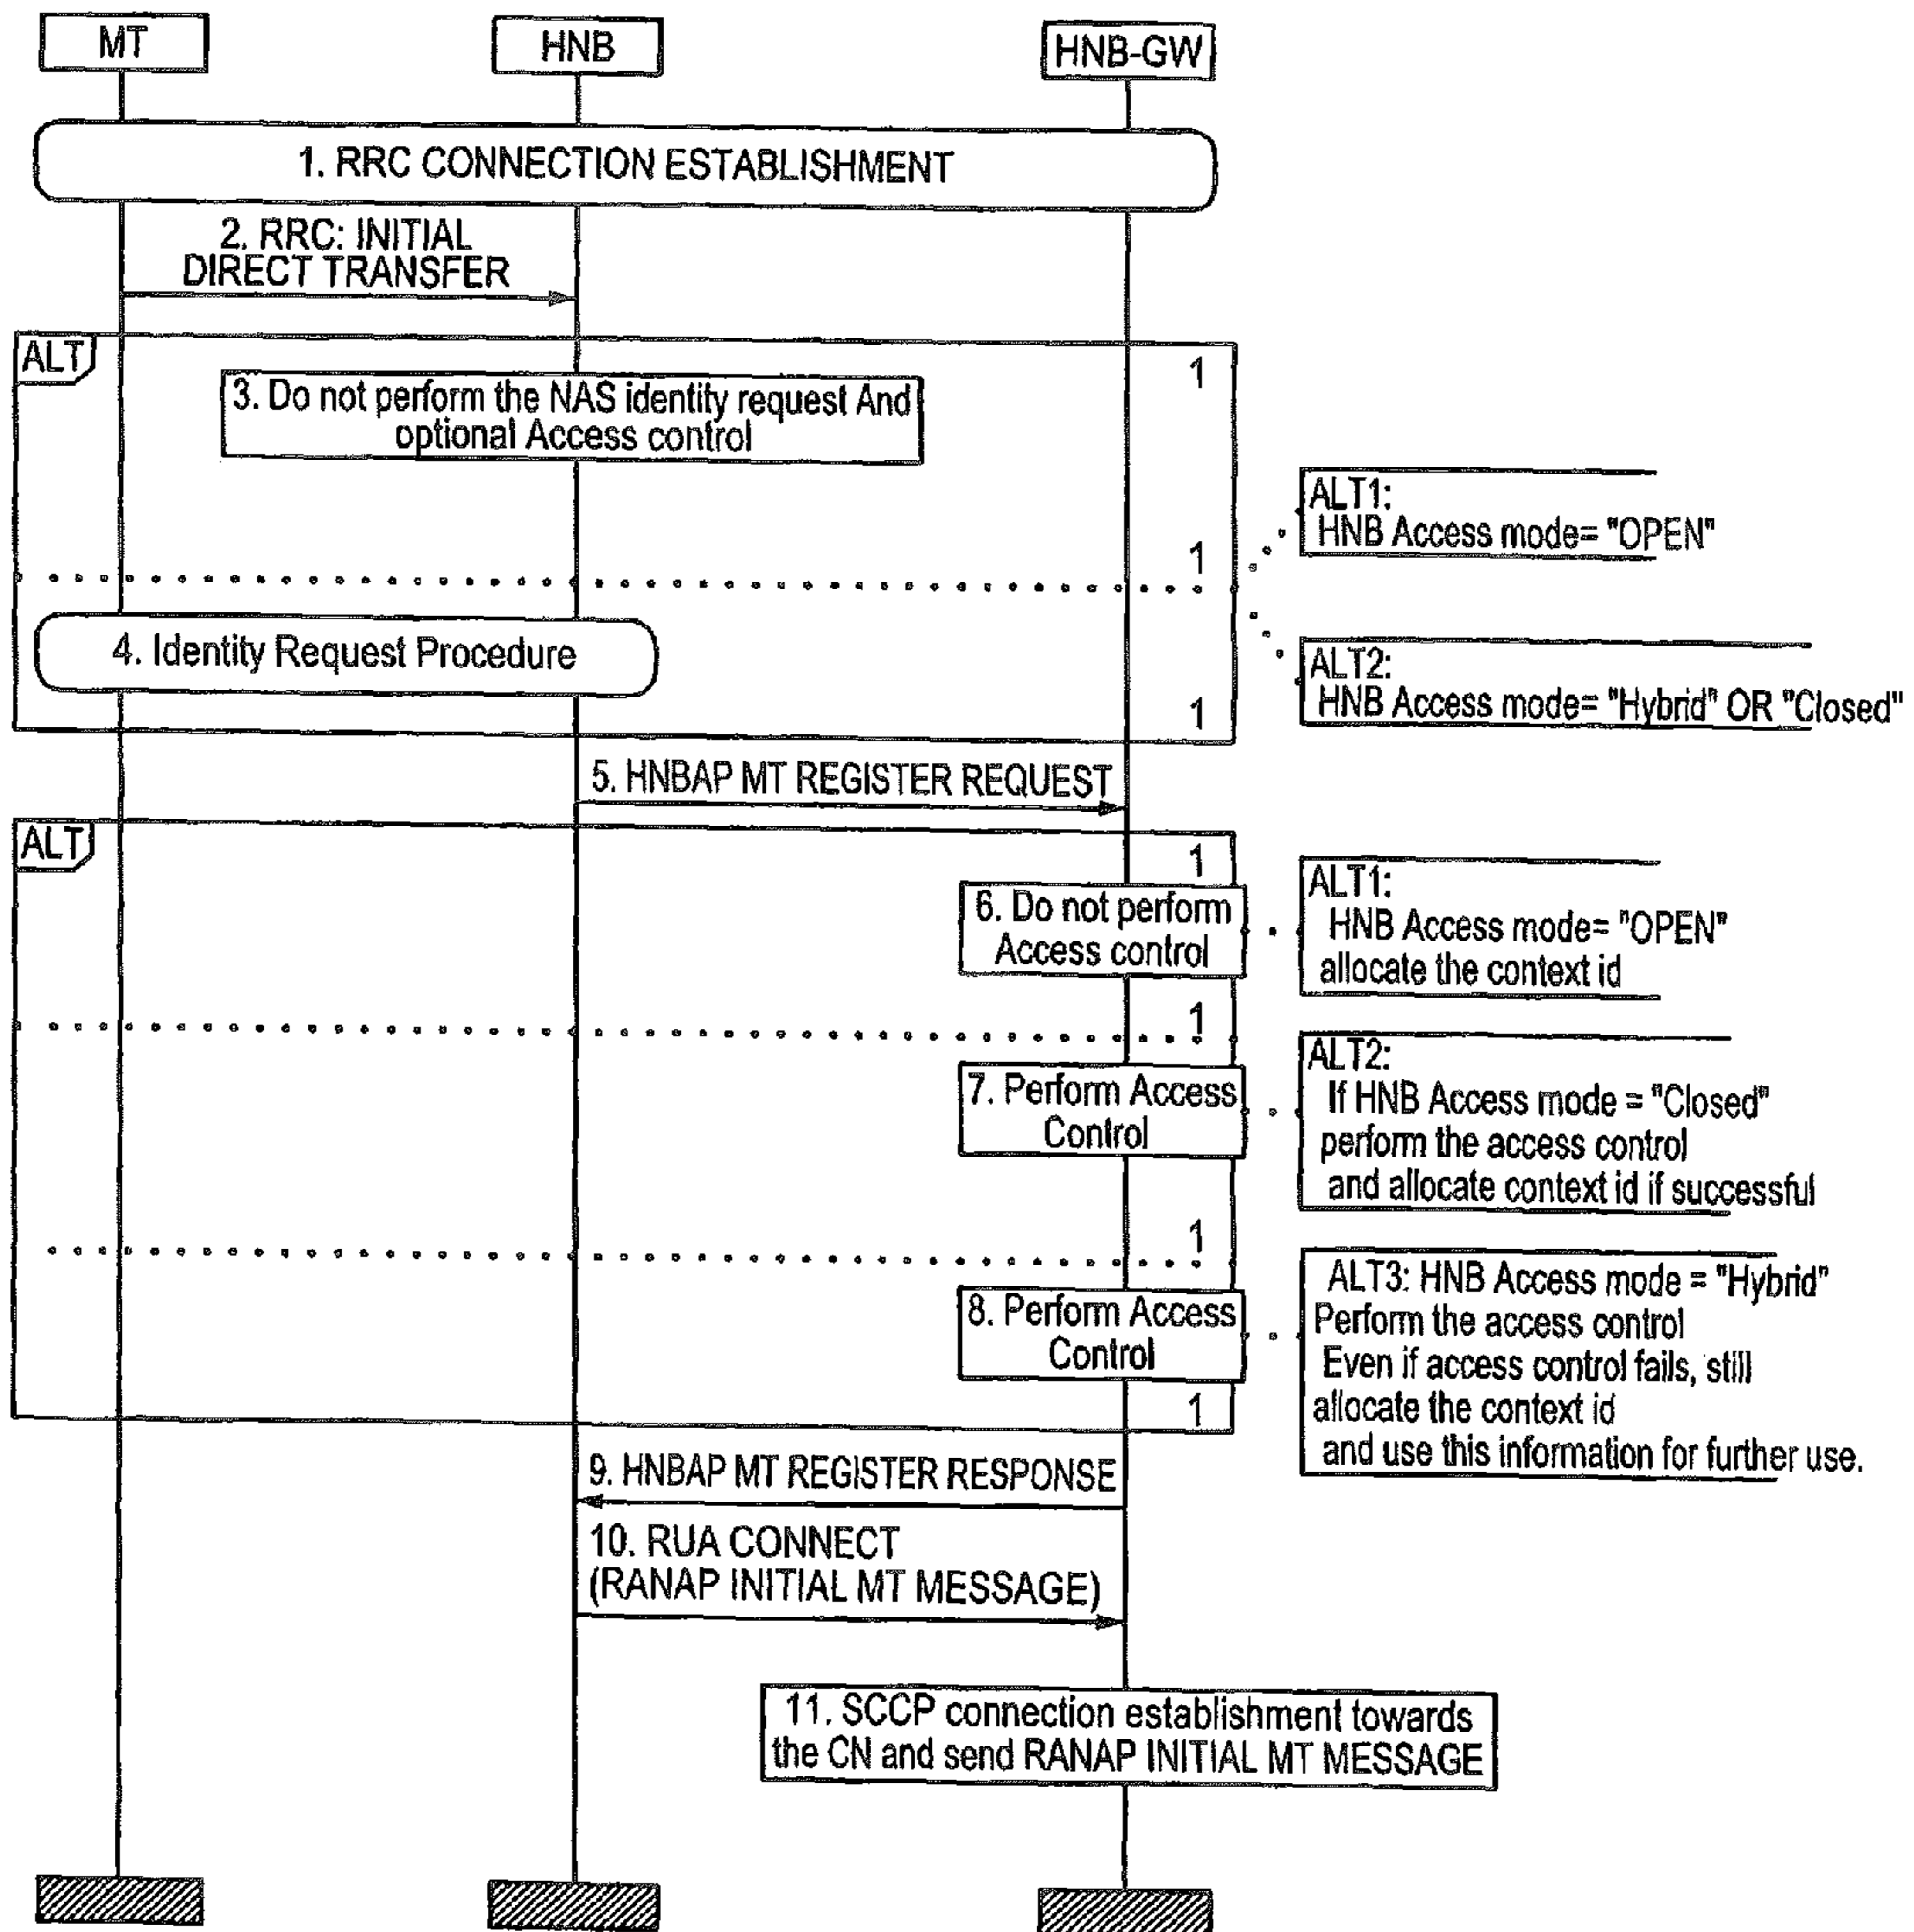 MT
HNB
HNB-GW
1. RRC CONNECTION ESTABLISHMENT
2. RRC: INITIAL
DIRECT TRANSFER
ALT
1
3. Do not perform the NAS identity request And
optional Access control
ALT1:
HNB Access mode= "OPEN"
1
4. Identity Request Procedure
ALT2:
HNB Access mode= "Hybrid" OR "Closed"
1
5. HNBAP MT REGISTER REQUEST
ALT
1
6. Do not perform
Access control
ALT1:
HNB Access mode= "OPEN"
allocate the context id
1
7. Perform Access
Control
ALT2:
If HNB Access mode = "Closed"
perform the access control
and allocate context id if successful
1
8. Perform Access
Control
ALT3: HNB Access mode = "Hybrid"
Perform the access control
Even if access control fails, still
allocate the context id
and use this information for further use.
1
9. HNBAP MT REGISTER RESPONSE
10. RUA CONNECT
(RANAP INITIAL MT MESSAGE)
11. SCCP connection establishment towards
the CN and send RANAP INITIAL MT MESSAGE